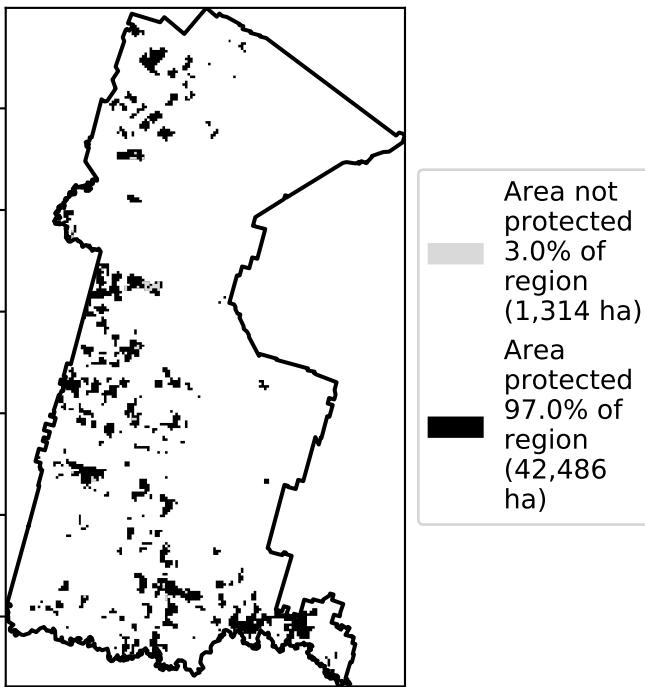 Area not
protected
3.0% of
region
(1,314 ha)
Area
protected
97.0% of
region
(42,486
ha)